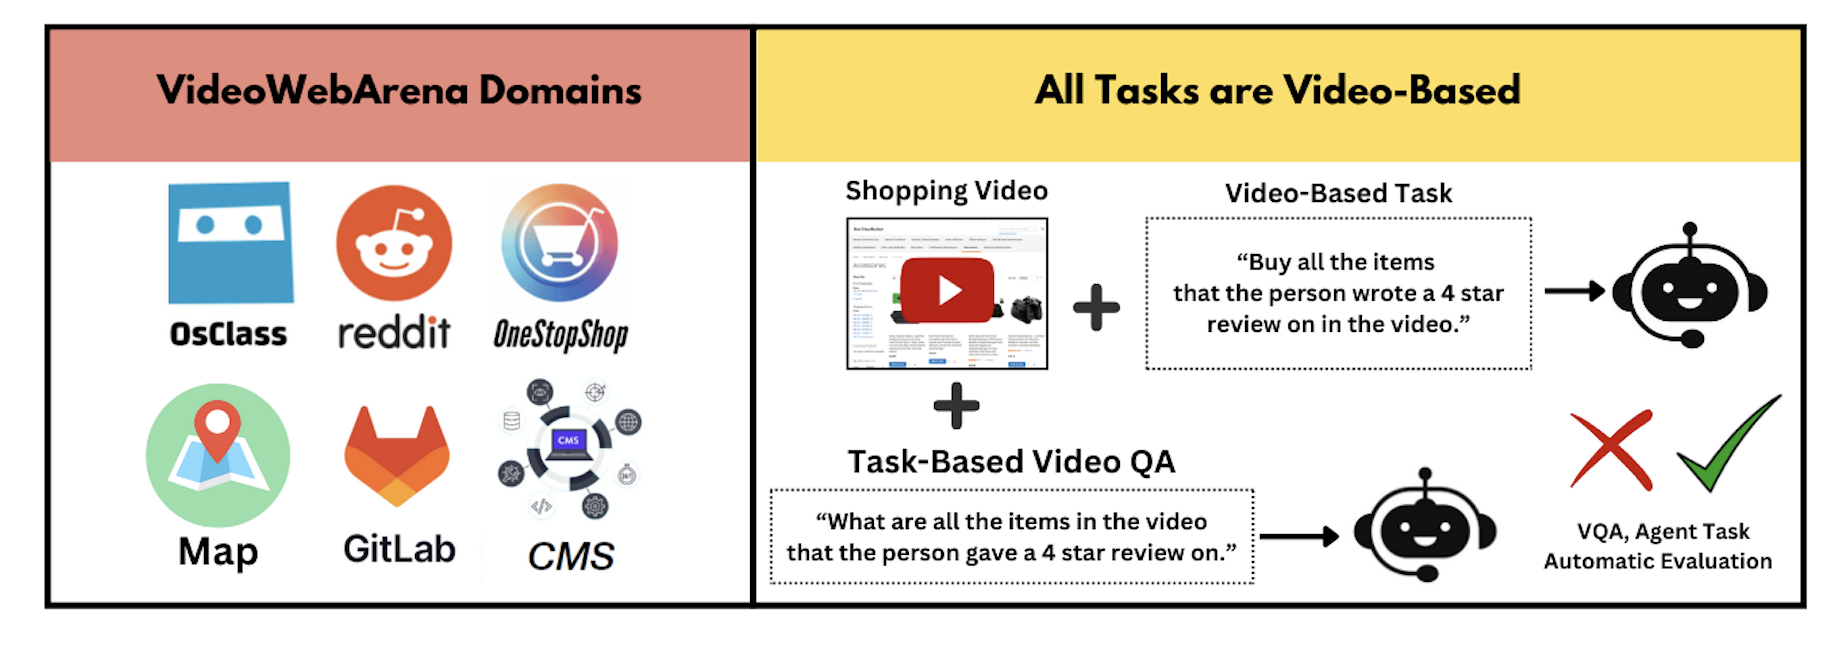 VideoWebArena Domains
OsClass
reddit
OneStopShop
Map
GitLab
CMS
CMS
All Tasks are Video-Based
Shopping Video
Accessories
Video-Based Task
“Buy all the items
that the person wrote a 4 star
review on in the video.”
Task-Based Video QA
“What are all the items in the video
that the person gave a 4 star review on.”
VQA, Agent Task
Automatic Evaluation